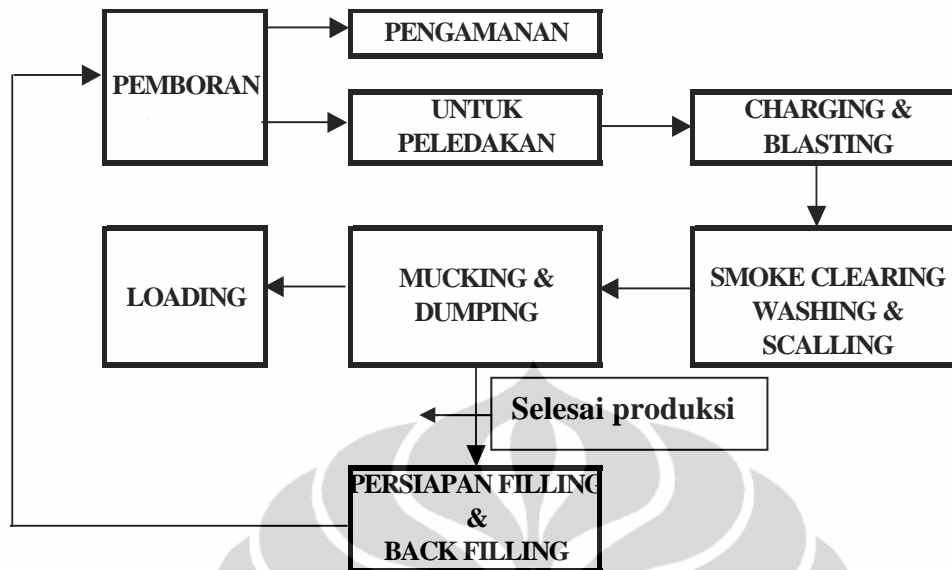 PENGAMANAN
PEMBORAN
UNTUK
PELEDAKAN
CHARGING &
BLASTING
LOADING
MUCKING &
DUMPING
SMOKE CLEARING
WASHING &
SCALLING
Selesai produksi
PERSIAPAN FILLING
&
BACK FILLING